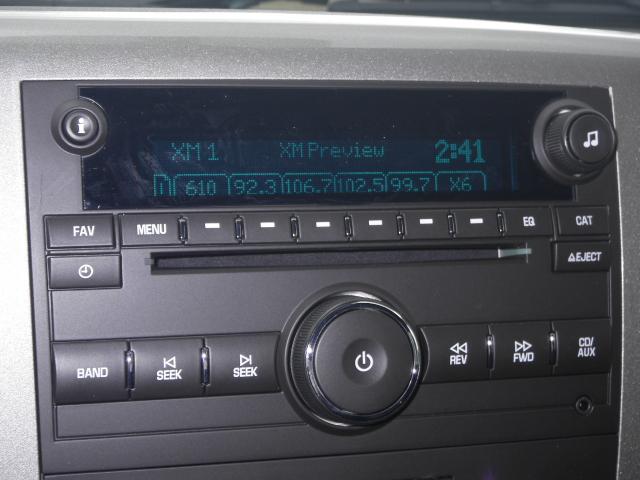 XM 1 XM Preview 2:41
610 92.3 106.7 102.5 99.7 X6
FAV MENU EQ CAT
EJECT
BAND SEEK SEEK REV FWD CD/
AUX